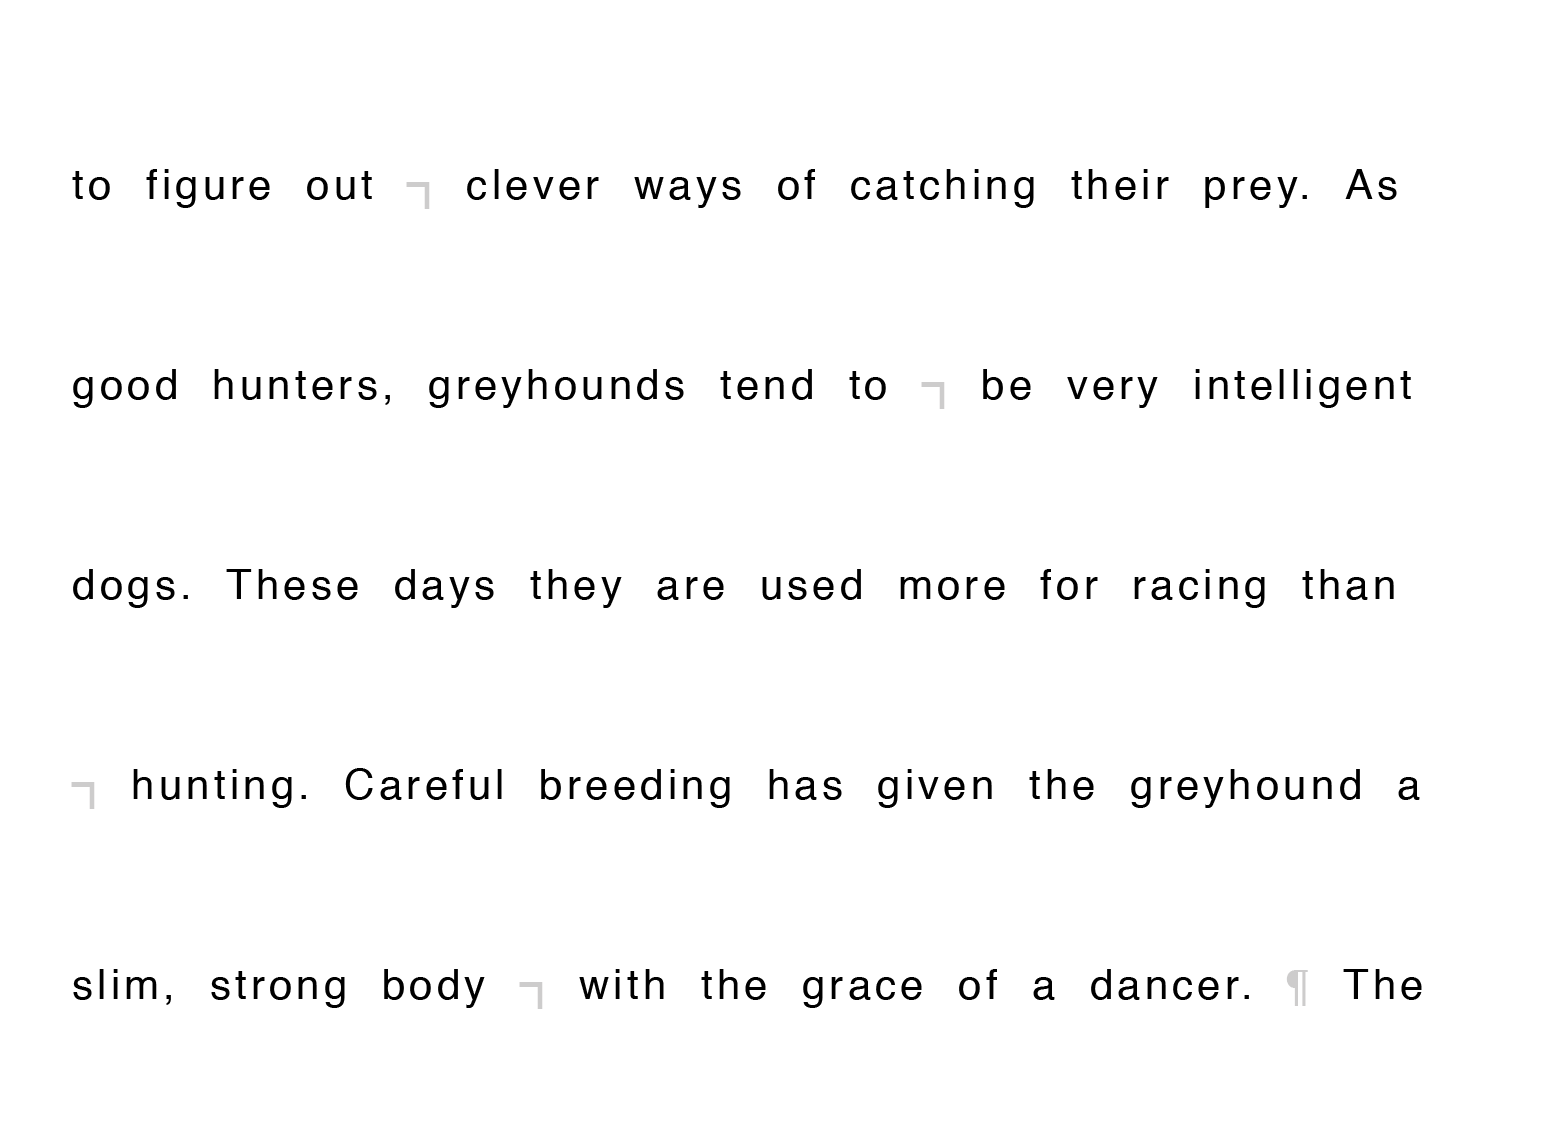 to figure out ¬ clever ways of catching their prey. As
good hunters, greyhounds tend to ¬ be very intelligent
dogs. These days they are used more for racing than
¬ hunting. Careful breeding has given the greyhound a
slim, strong body ¬ with the grace of a dancer. ¶ The